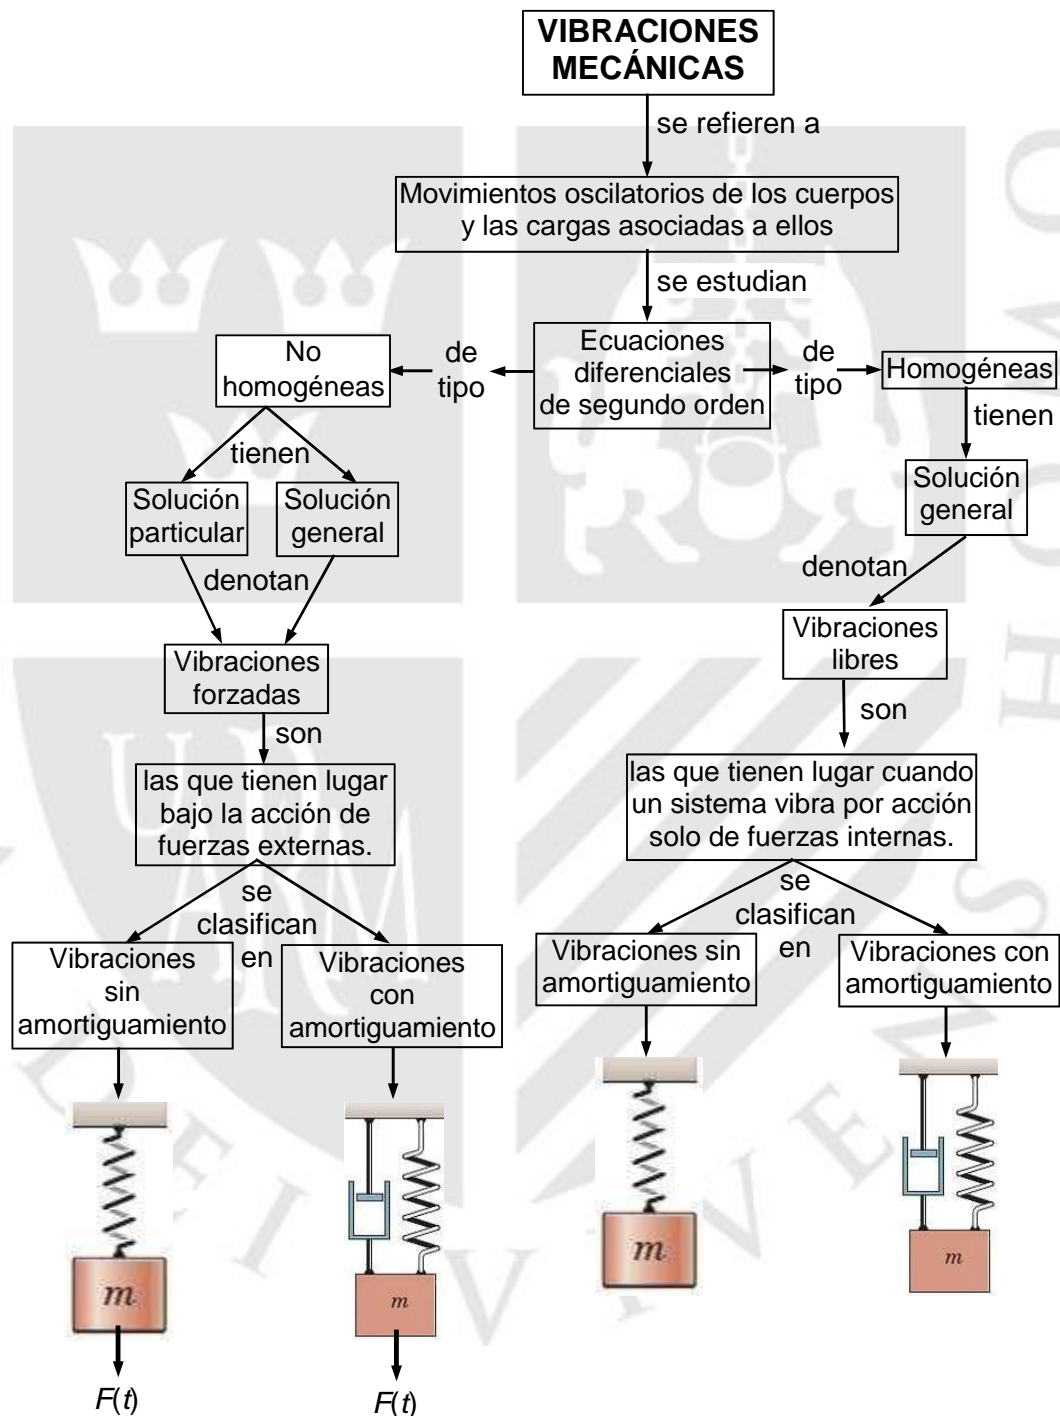 VIBRACIONES
MECÁNICAS
se refieren a
Movimientos oscilatorios de los cuerpos
y las cargas asociadas a ellos
se estudian
Ecuaciones
diferenciales
de segundo orden
de
tipo
No
homogéneas
de
tipo
Homogéneas
tienen
Solución
particular
Solución
general
denotan
Vibraciones
forzadas
son
las que tienen lugar
bajo la acción de
fuerzas externas.
se
clasifican
en
Vibraciones
sin
amortiguamiento
Vibraciones
con
amortiguamiento
m
F(t)
m
F(t)
tienen
Solución
general
denotan
Vibraciones
libres
son
las que tienen lugar cuando
un sistema vibra por acción
solo de fuerzas internas.
se
clasifican
en
Vibraciones sin
amortiguamiento
Vibraciones con
amortiguamiento
m
m